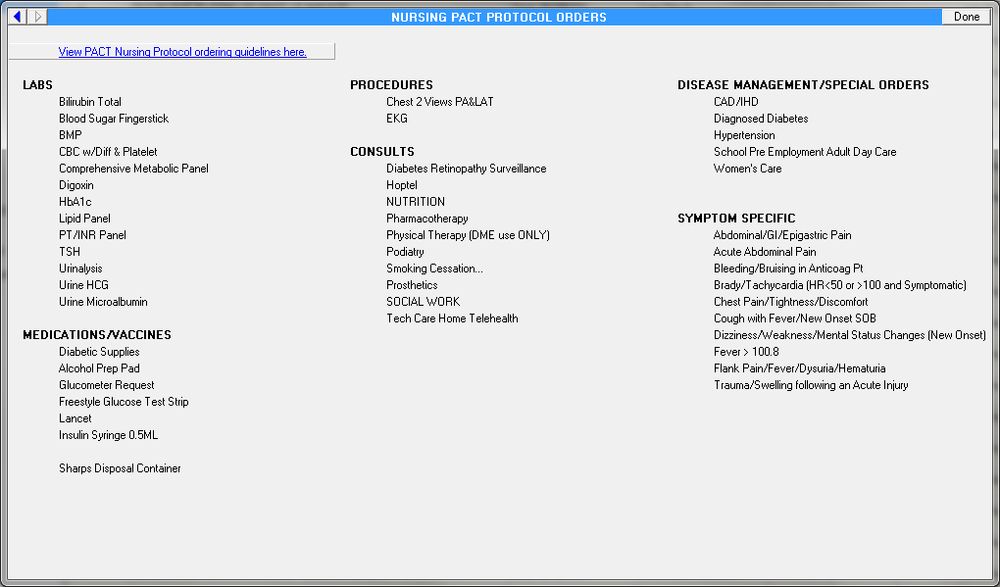 NURSING PACT PROTOCOL ORDERS
Done
View PACT Nursing Protocol ordering guidelines here.
LABS
Bilirubin Total
Blood Sugar Fingerstick
BMP
CBC w/Diff & Platelet
Comprehensive Metabolic Panel
Digoxin
HbA1c
Lipid Panel
PT/INR Panel
TSH
Urinalysis
Urine HCG
Urine Microalbumin
MEDICATIONS/VACCINES
Diabetic Supplies
Alcohol Prep Pad
Glucometer Request
Freestyle Glucose Test Strip
Lancet
Insulin Syringe 0.5ML
Sharps Disposal Container
PROCEDURES
Chest 2 Views PA&LAT
EKG
CONSULTS
Diabetes Retinopathy Surveillance
Hoptel
NUTRITION
Pharmacotherapy
Physical Therapy (DME use ONLY)
Podiatry
Smoking Cessation...
Prosthetics
SOCIAL WORK
Tech Care Home Telehealth
DISEASE MANAGEMENT/SPECIAL ORDERS
CAD/IHD
Diagnosed Diabetes
Hypertension
School Pre Employment Adult Day Care
Women's Care
SYMPTOM SPECIFIC
Abdominal/GI/Epigastric Pain
Acute Abdominal Pain
Bleeding/Bruising in Anticoag Pt
Brady/Tachycardia (HR<50 or >100 and Symptomatic)
Chest Pain/Tightness/Discomfort
Cough with Fever/New Onset SOB
Dizziness/Weakness/Mental Status Changes (New Onset)
Fever > 100.8
Flank Pain/Fever/Dysuria/Hematuria
Trauma/Swelling following an Acute Injury